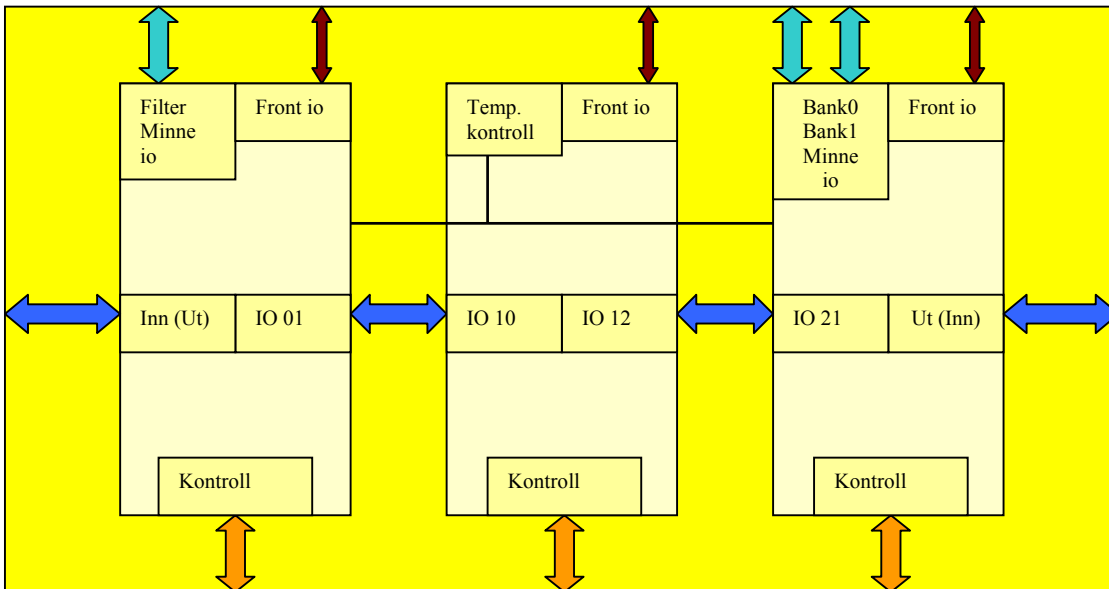 Filter
Minne
io
Front io
Temp.
kontroll
Front io
Bank0
Bank1
Minne
io
Front io
Inn (Ut)
IO 01
IO 10
IO 12
IO 21
Ut (Inn)
Kontroll
Kontroll
Kontroll